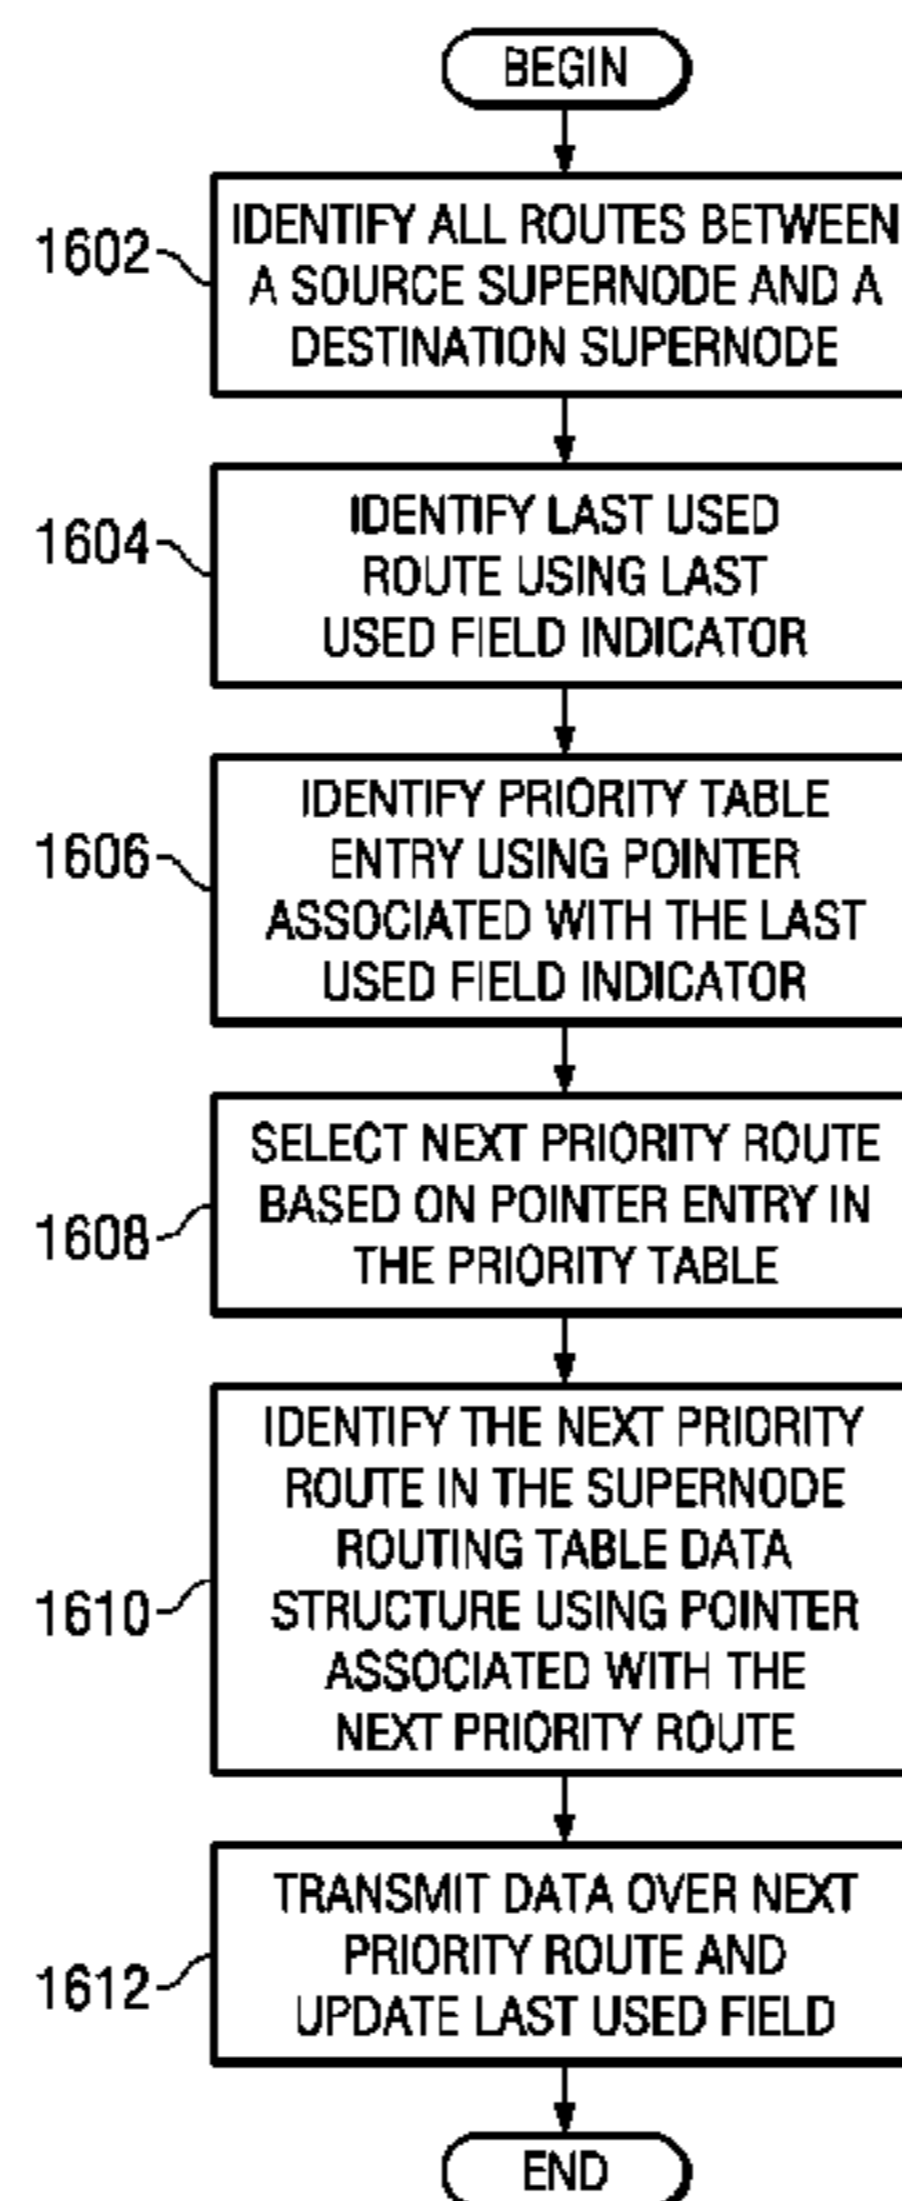 BEGIN
1602
IDENTIFY ALL ROUTES BETWEEN
A SOURCE SUPERNODE AND A
DESTINATION SUPERNODE
1604
IDENTIFY LAST USED
ROUTE USING LAST
USED FIELD INDICATOR
1606
IDENTIFY PRIORITY TABLE
ENTRY USING POINTER
ASSOCIATED WITH THE LAST
USED FIELD INDICATOR
1608
SELECT NEXT PRIORITY ROUTE
BASED ON POINTER ENTRY IN
THE PRIORITY TABLE
1610
IDENTIFY THE NEXT PRIORITY
ROUTE IN THE SUPERNODE
ROUTING TABLE DATA
STRUCTURE USING POINTER
ASSOCIATED WITH THE
NEXT PRIORITY ROUTE
1612
TRANSMIT DATA OVER NEXT
PRIORITY ROUTE AND
UPDATE LAST USED FIELD
END